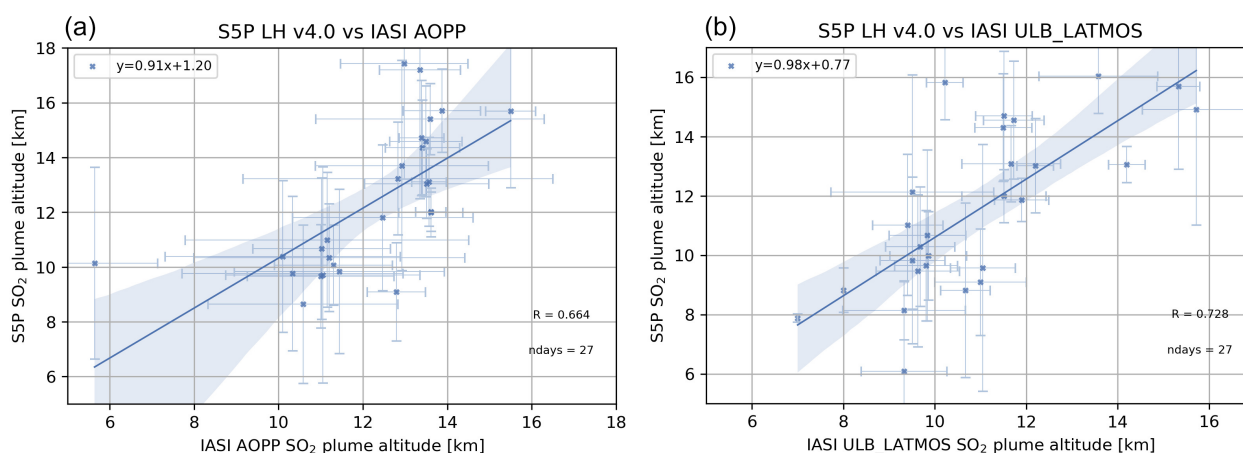 (a)
S5P LH v4.0 vs IASI AOPP
y=0.91x+1.20
S5P SO₂ plume altitude [km]
18
16
14
12
10
8
6
R = 0.664
ndays = 27
6 8 10 12 14 16 18
IASI AOPP SO₂ plume altitude [km]
(b)
S5P LH v4.0 vs IASI ULB_LATMOS
y=0.98x+0.77
S5P SO₂ plume altitude [km]
16
14
12
10
8
6
R = 0.728
ndays = 27
6 8 10 12 14 16
IASI ULB LATMOS SO₂ plume altitude [km]